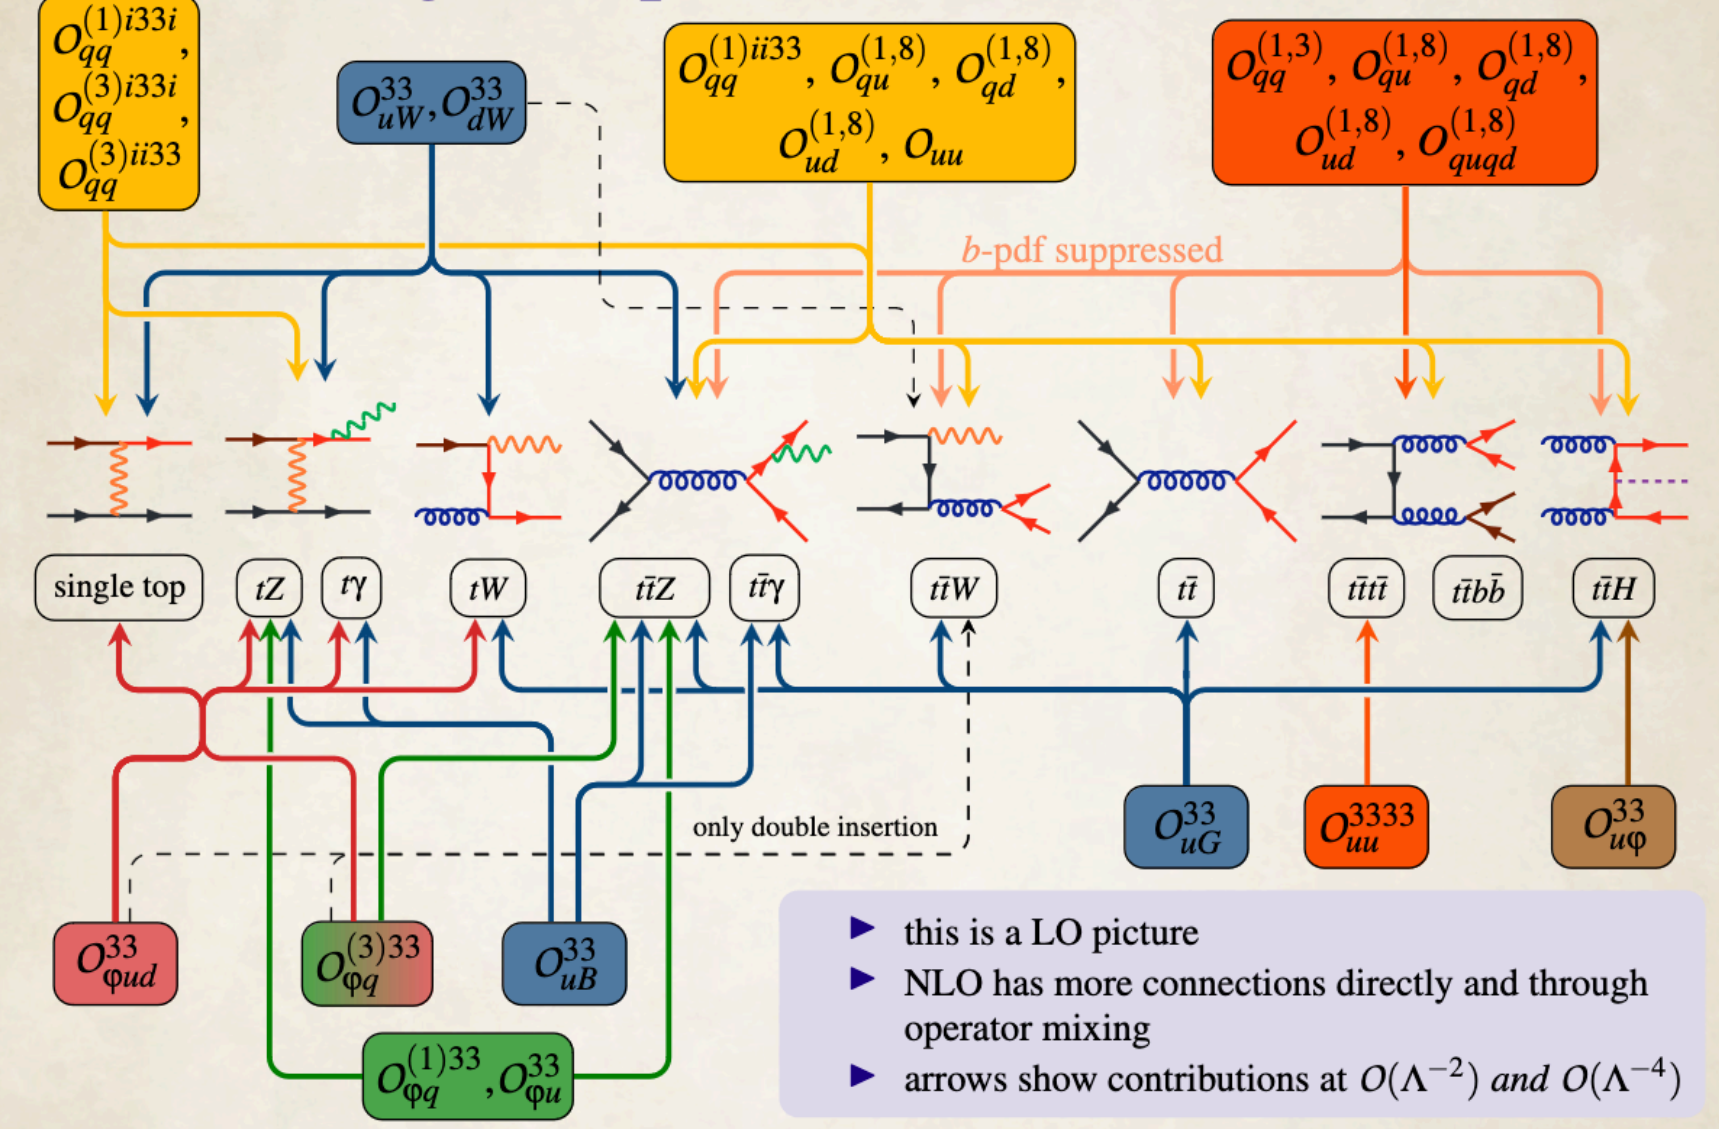 O_{qq}^{(1)i33i},
O_{qq}^{(3)i33i},
O_{qq}^{(3)ii33}
O_{uW}^{33}, O_{dW}^{33}
O_{qq}^{(1)ii33}, O_{qu}^{(1,8)}, O_{qd}^{(1,8)},
O_{ud}^{(1,8)}, O_{uu}
O_{qq}^{(1,3)}, O_{qu}^{(1,8)}, O_{qd}^{(1,8)},
O_{ud}^{(1,8)}, O_{quqd}^{(1,8)}
b-pdf suppressed
single top
tZ
tγ
tW
tt̄Z
tt̄γ
tt̄W
tt̄
tt̄tt̄
tt̄bb̄
tt̄H
only double insertion
O_{uG}^{33}
O_{uu}^{3333}
O_{uφ}^{33}
O_{φud}^{33}
O_{φq}^{(3)33}
O_{uB}^{33}
O_{φq}^{(1)33}, O_{φu}^{33}
▶ this is a LO picture
▶ NLO has more connections directly and through
operator mixing
▶ arrows show contributions at O(Λ^{−2}) and O(Λ^{−4})